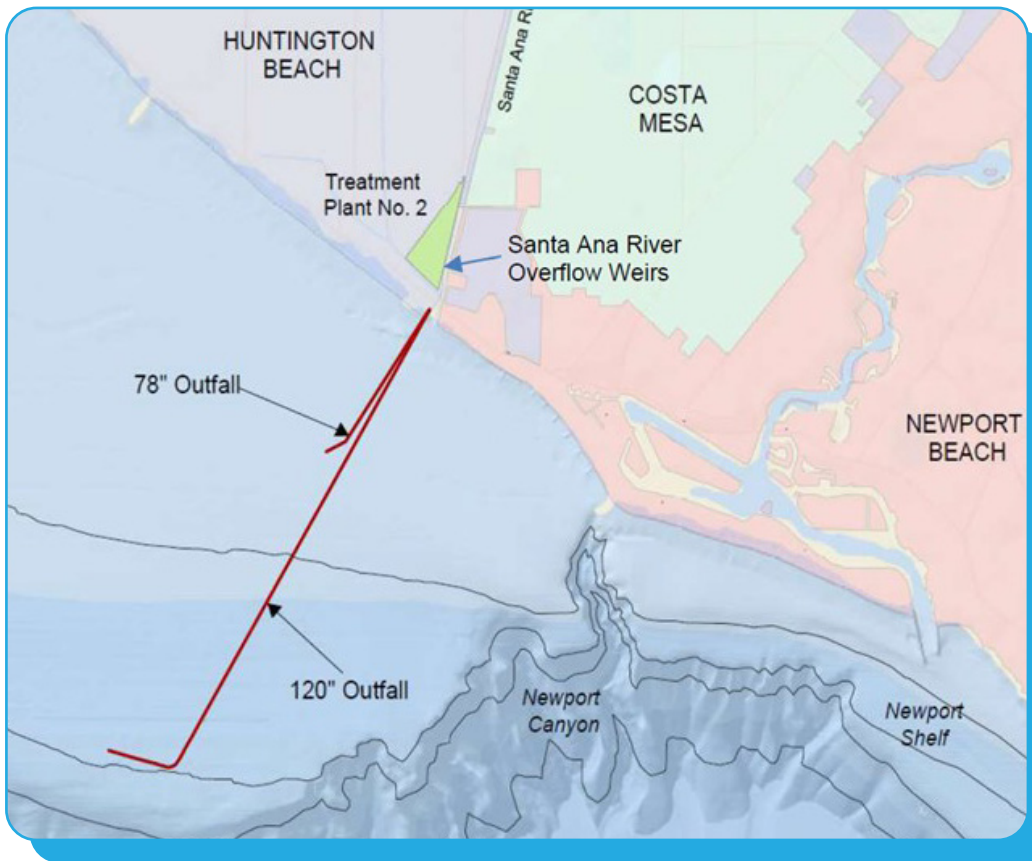 HUNTINGTON
BEACH
Santa Ana Ri
COSTA
MESA
Treatment
Plant No. 2
Santa Ana River
Overflow Weirs
78" Outfall
NEWPORT
BEACH
120" Outfall
Newport
Canyon
Newport
Shelf